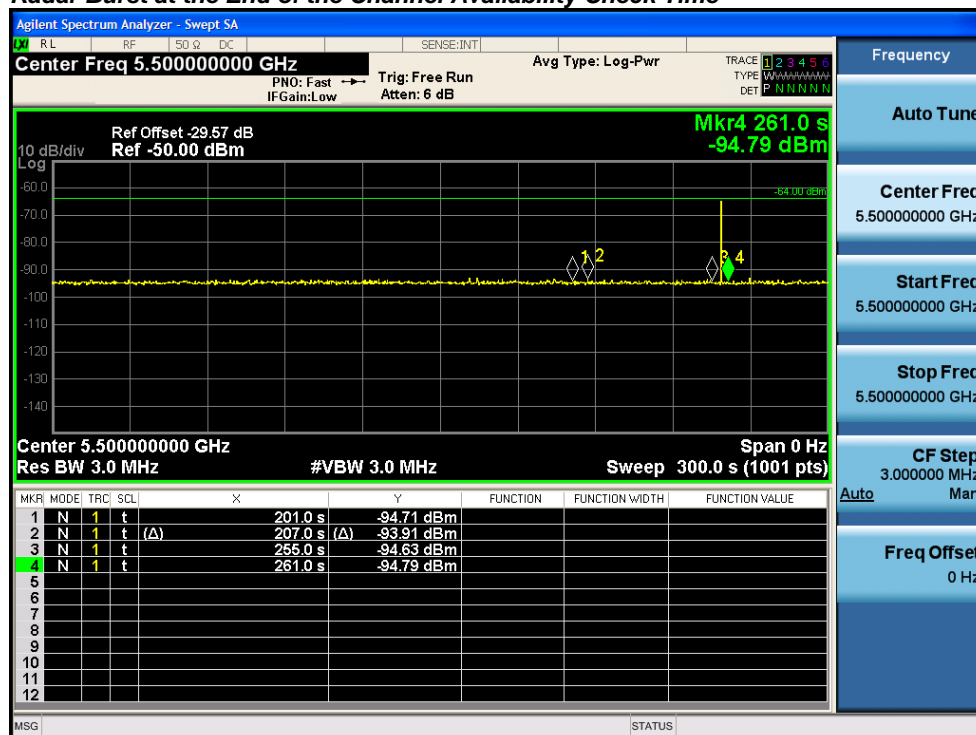 Radar Burst at the End of the Channel Availability Check Time
Agilent Spectrum Analyzer - Swept SA
LXI RL RF 50 Ω DC SENSE:INT
Center Freq 5.500000000 GHz
PNO: Fast
IFGain:Low
Trig: Free Run
Atten: 6 dB
Avg Type: Log-Pwr
TRACE 1 2 3 4 5 6
TYPE WWWWWWW
DET P N N N N N
Mkr4 261.0 s
-94.79 dBm
Ref Offset -29.57 dB
10 dB/div Ref -50.00 dBm
Log
-60.0
-64.00 dBm
-70.0
-80.0
-90.0
1 2 3 4
-100
-110
-120
-130
-140
Center 5.500000000 GHz Span 0 Hz
Res BW 3.0 MHz #VBW 3.0 MHz Sweep 300.0 s (1001 pts)
MKR MODE TRC SCL X Y FUNCTION FUNCTION WIDTH FUNCTION VALUE
1 N 1 t 201.0 s -94.71 dBm
2 N 1 t (Δ) 207.0 s (Δ) -93.91 dBm
3 N 1 t 255.0 s -94.63 dBm
4 N 1 t 261.0 s -94.79 dBm
5
6
7
8
9
10
11
12
MSG STATUS
Frequency
Auto Tune
Center Freq
5.500000000 GHz
Start Freq
5.500000000 GHz
Stop Freq
5.500000000 GHz
CF Step
3.000000 MHz
Auto Man
Freq Offset
0 Hz